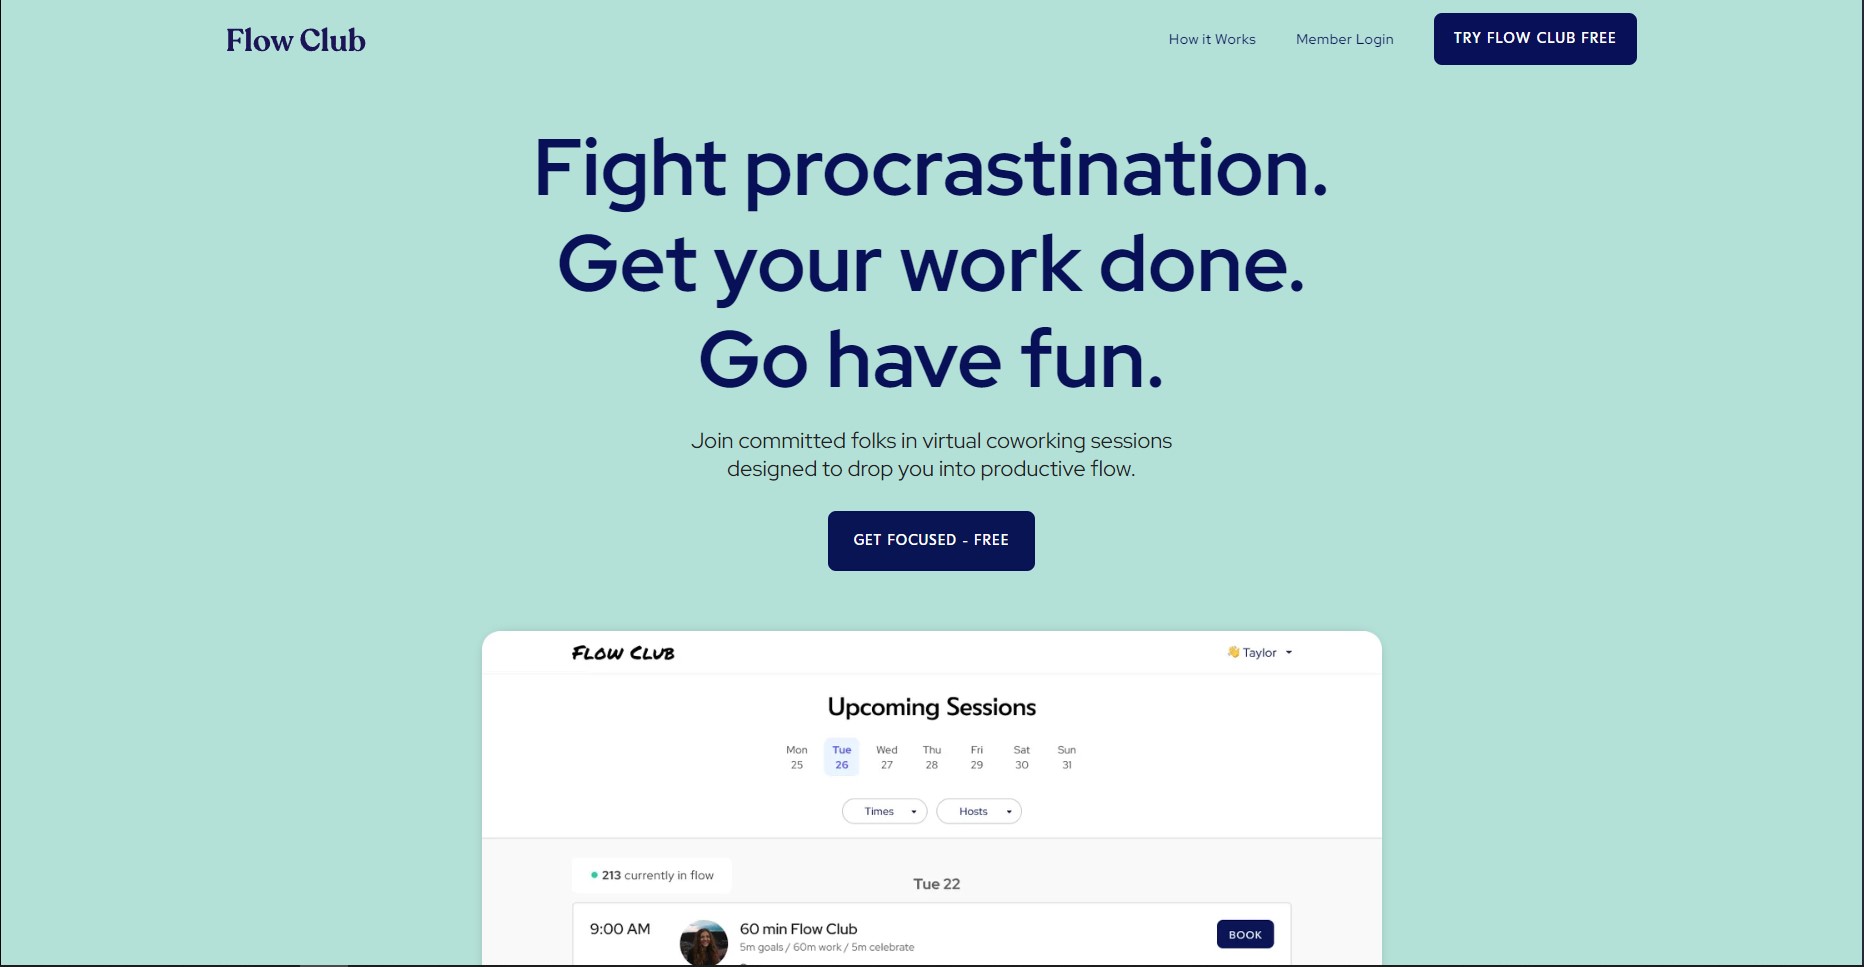 Flow Club
How it Works
Member Login
TRY FLOW CLUB FREE
Fight procrastination.
Get your work done.
Go have fun.
Join committed folks in virtual coworking sessions
designed to drop you into productive flow.
GET FOCUSED - FREE
FLOW CLUB
👋 Taylor
Upcoming Sessions
Mon Tue Wed Thu Fri Sat Sun
25 26 27 28 29 30 31
Times
Hosts
213 currently in flow
Tue 22
9:00 AM
60 min Flow Club
BOOK
5m goals / 60m work / 5m celebrate